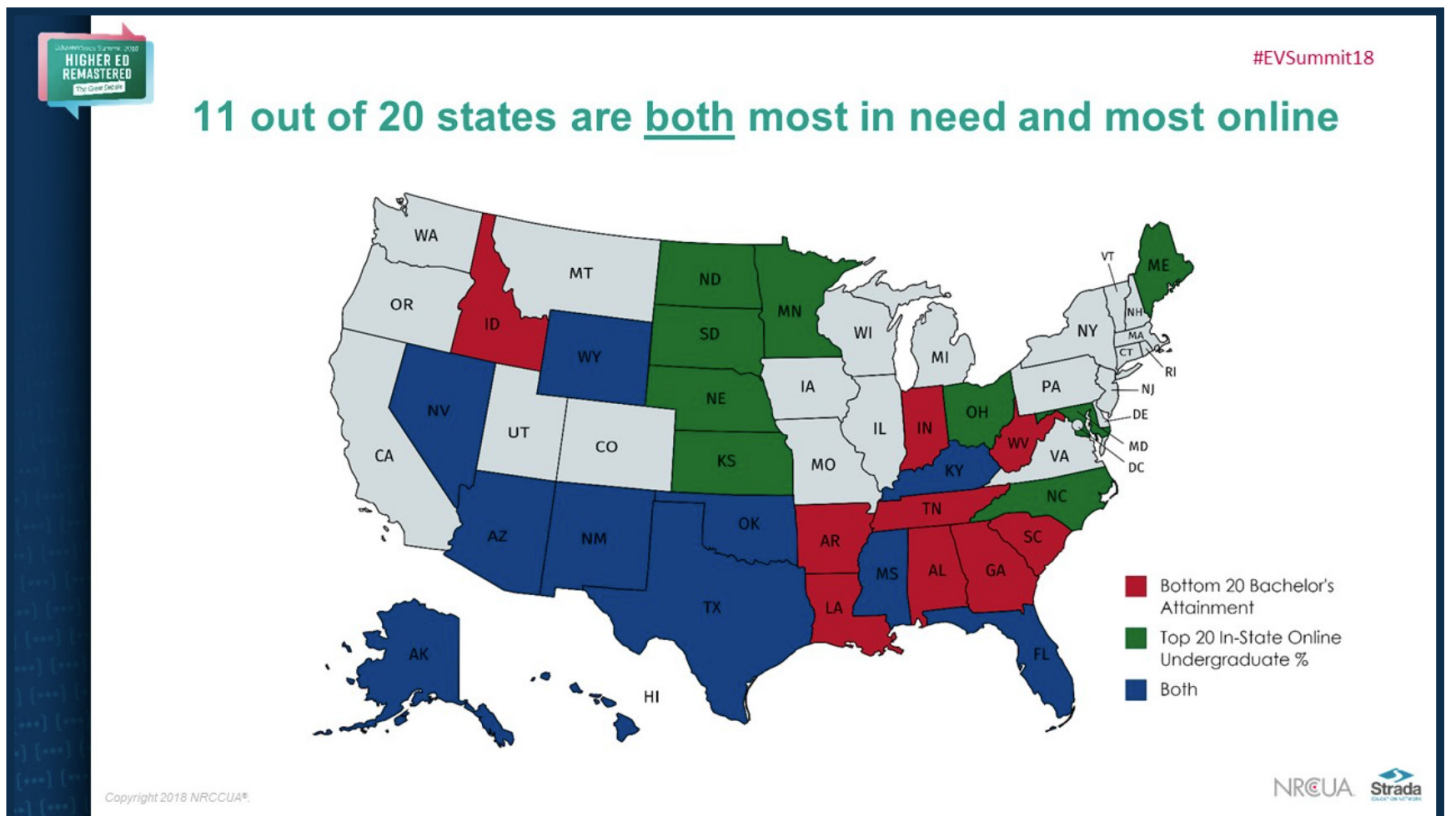 HIGHER ED
REMASTERED
#EVSummit18
11 out of 20 states are both most in need and most online
WA
MT
ND
MN
VT
ME
OR
ID
SD
WI
NY
NH
MA
CT
RI
WY
MI
IA
NE
PA
NJ
NV
UT
CO
IL
IN
OH
DE
CA
KS
MO
WV
VA
MD
DC
KY
NC
AZ
NM
OK
TN
AR
SC
MS
AL
GA
TX
LA
AK
HI
FL
Bottom 20 Bachelor's
Attainment
Top 20 In-State Online
Undergraduate %
Both
Copyright 2018 NRCCUA®.
NRCCUA
Strada
EDUCATION NETWORK